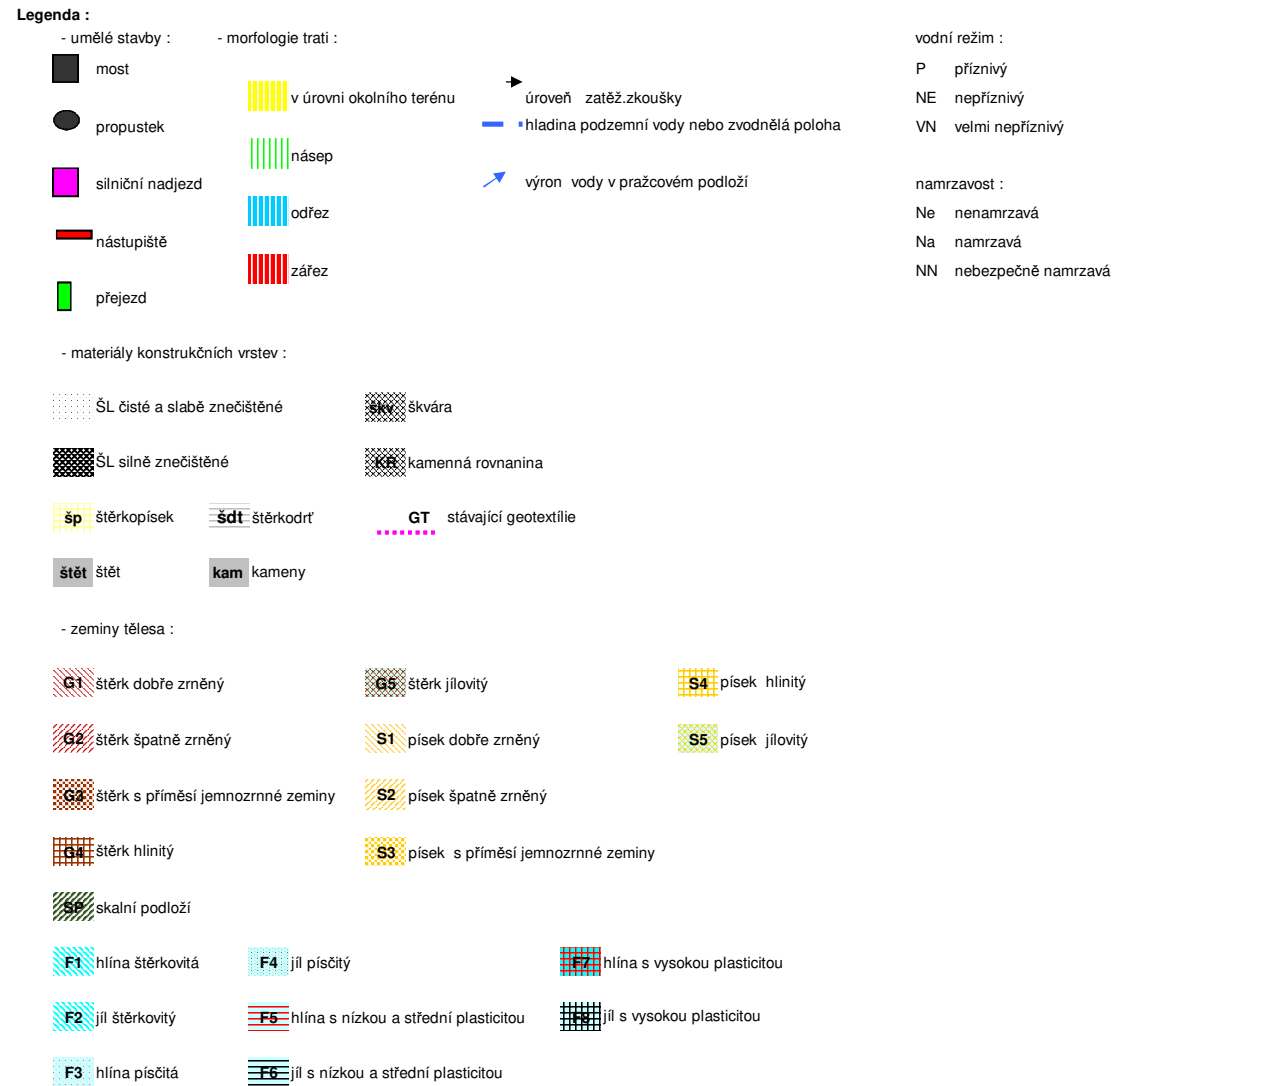 Legenda :
- umělé stavby :
- morfologie trati :
vodní režim :
most
P příznivý
v úrovni okolního terénu
úroveň zatěž.zkoušky
NE nepříznivý
propustek
hladina podzemní vody nebo zvodnělá poloha
VN velmi nepříznivý
násep
silniční nadjezd
výron vody v pražcovém podloží
namrzavost :
odřez
Ne nenamrzavá
nástupiště
Na namrzavá
zářez
NN nebezpečně namrzavá
přejezd
- materiály konstrukčních vrstev :
ŠL čisté a slabě znečištěné
škv škvára
ŠL silně znečištěné
KR kamenná rovnanina
šp štěrkopísek
šdt štěrkodrť
GT stávající geotextílie
štět štět
kam kameny
- zeminy tělesa :
G1 štěrk dobře zrněný
G5 štěrk jílovitý
S4 písek hlinitý
G2 štěrk špatně zrněný
S1 písek dobře zrněný
S5 písek jílovitý
G3 štěrk s příměsí jemnozrnné zeminy
S2 písek špatně zrněný
G4 štěrk hlinitý
S3 písek s příměsí jemnozrnné zeminy
SP skalní podloží
F1 hlína štěrkovitá
F4 jíl písčitý
F7 hlína s vysokou plasticitou
F2 jíl štěrkovitý
F5 hlína s nízkou a střední plasticitou
F8 jíl s vysokou plasticitou
F3 hlína písčitá
F6 jíl s nízkou a střední plasticitou